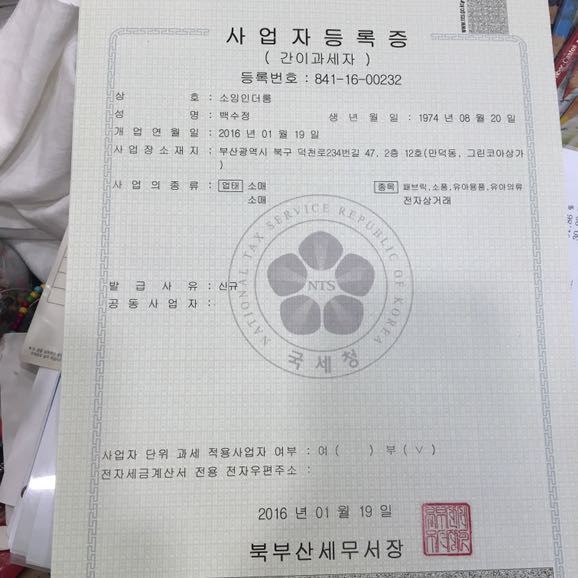 사업자등록증
( 간이과세자 )
등록번호 : 841-16-00232
상 호 : 소잉인더룸
성 명 : 백수정 생 년 월 일 : 1974 년 08 월 20 일
개 업 연 월 일 : 2016 년 01 월 19 일
사 업 장 소 재 지 : 부산광역시 북구 덕천로234번길 47, 2층 12호(만덕동, 그린코아상가
)
사 업 의 종 류 : 업태 소매 종목 패브릭,소품,유아용품,유아의류
소매 전자상거래
NATIONAL TAX SERVICE REPUBLIC OF KOREA
NTS
국세청
발 급 사 유 : 신규
공 동 사 업 자 :
사업자 단위 과세 적용사업자 여부 : 여 ( ) 부 ( ∨ )
전자세금계산서 전용 전자우편주소 :
2016 년 01 월 19 일
북부산세무서장